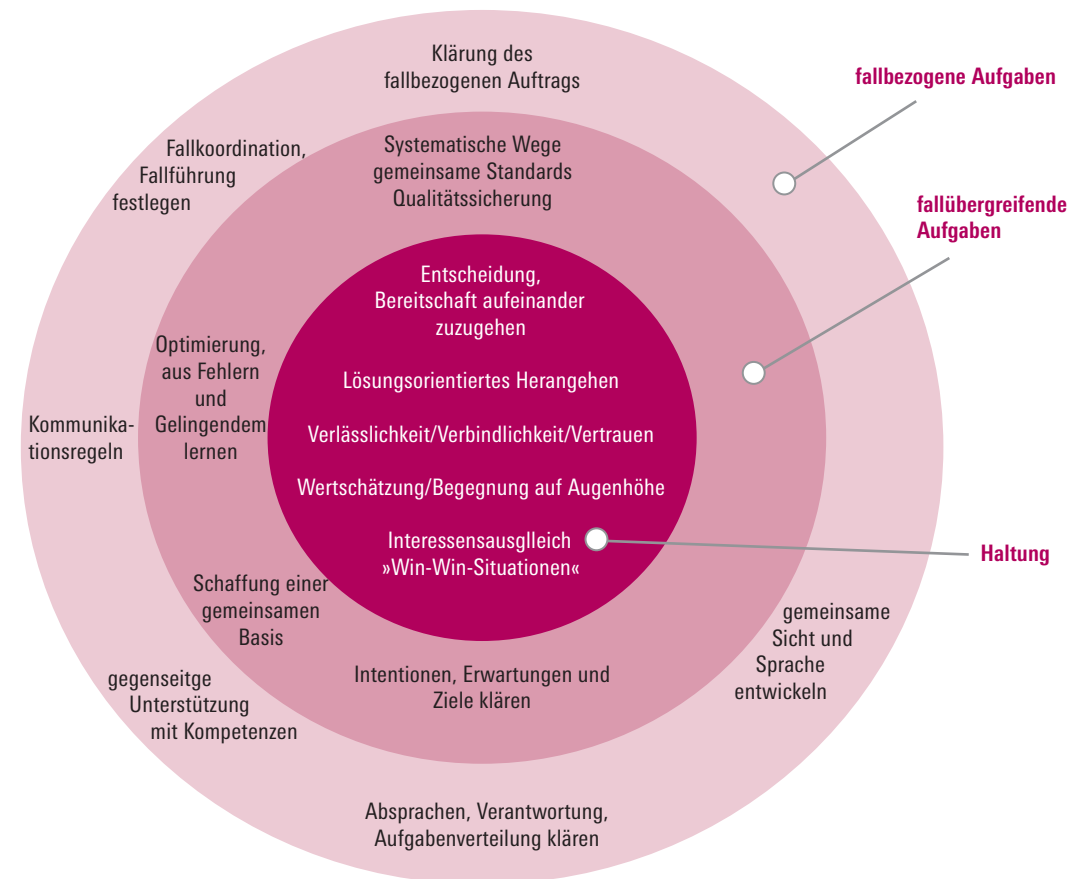 Klärung des
fallbezogenen Auftrags
fallbezogene Aufgaben
Fallkoordination,
Fallführung
festlegen
Systematische Wege
gemeinsame Standards
Qualitätssicherung
fallübergreifende
Aufgaben
Entscheidung,
Bereitschaft aufeinander
zuzugehen
Optimierung,
aus Fehlern
und
Gelingendem
lernen
Lösungsorientiertes Herangehen
Kommunika-
tionsregeln
Verlässlichkeit/Verbindlichkeit/Vertrauen
Wertschätzung/Begegnung auf Augenhöhe
Interessensausglleich
»Win-Win-Situationen«
Haltung
Schaffung einer
gemeinsamen
Basis
gemeinsame
Sicht und
Sprache
entwickeln
Intentionen, Erwartungen und
Ziele klären
gegenseitge
Unterstützung
mit Kompetenzen
Absprachen, Verantwortung,
Aufgabenverteilung klären